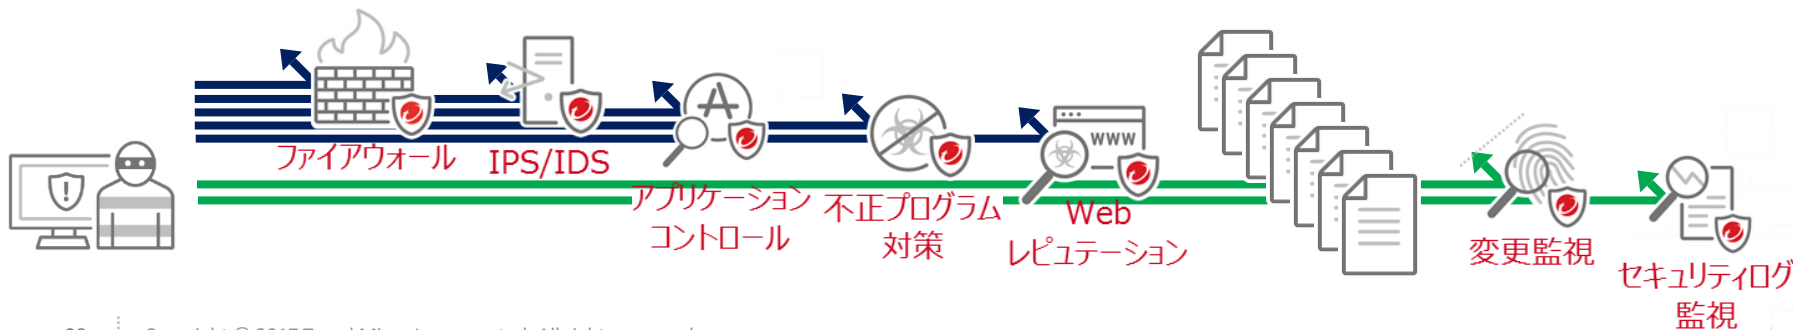 ファイアウォール
IPS/IDS
アプリケーション
コントロール
不正プログラム
対策
WWW
Web
レピュテーション
変更監視
セキュリティログ
監視